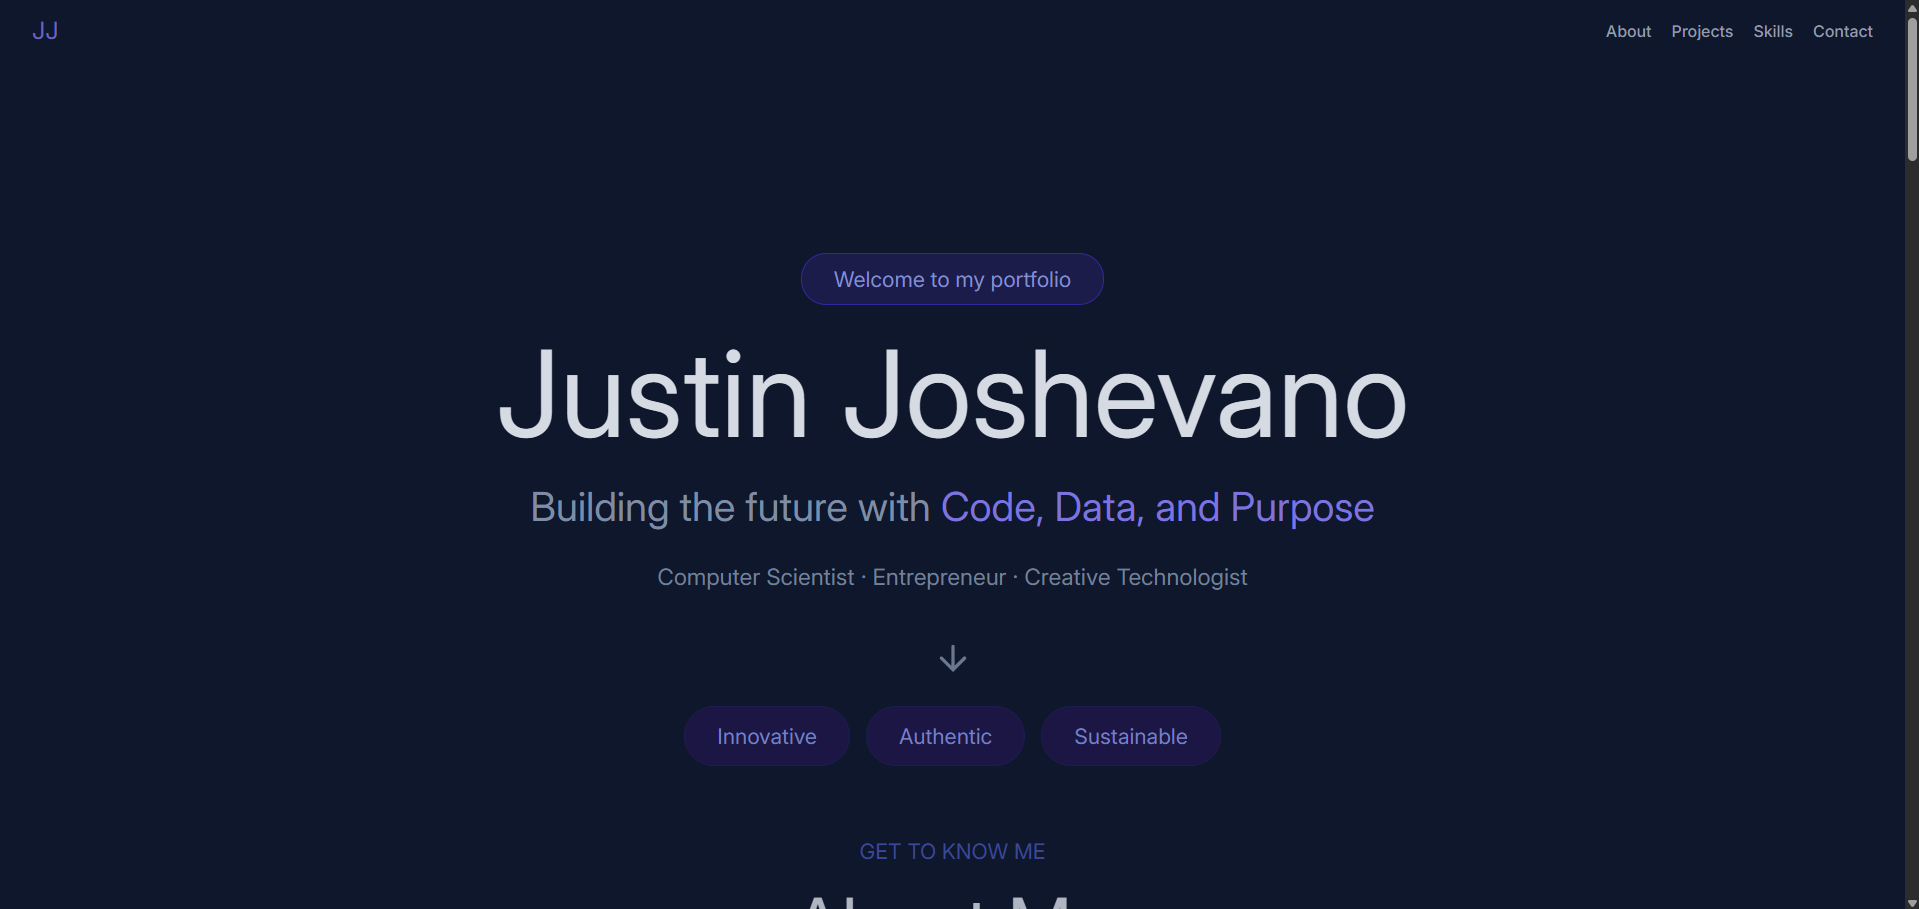 JJ
About Projects Skills Contact
Welcome to my portfolio
Justin Joshevano
Building the future with Code, Data, and Purpose
Computer Scientist · Entrepreneur · Creative Technologist
Innovative Authentic Sustainable
GET TO KNOW ME